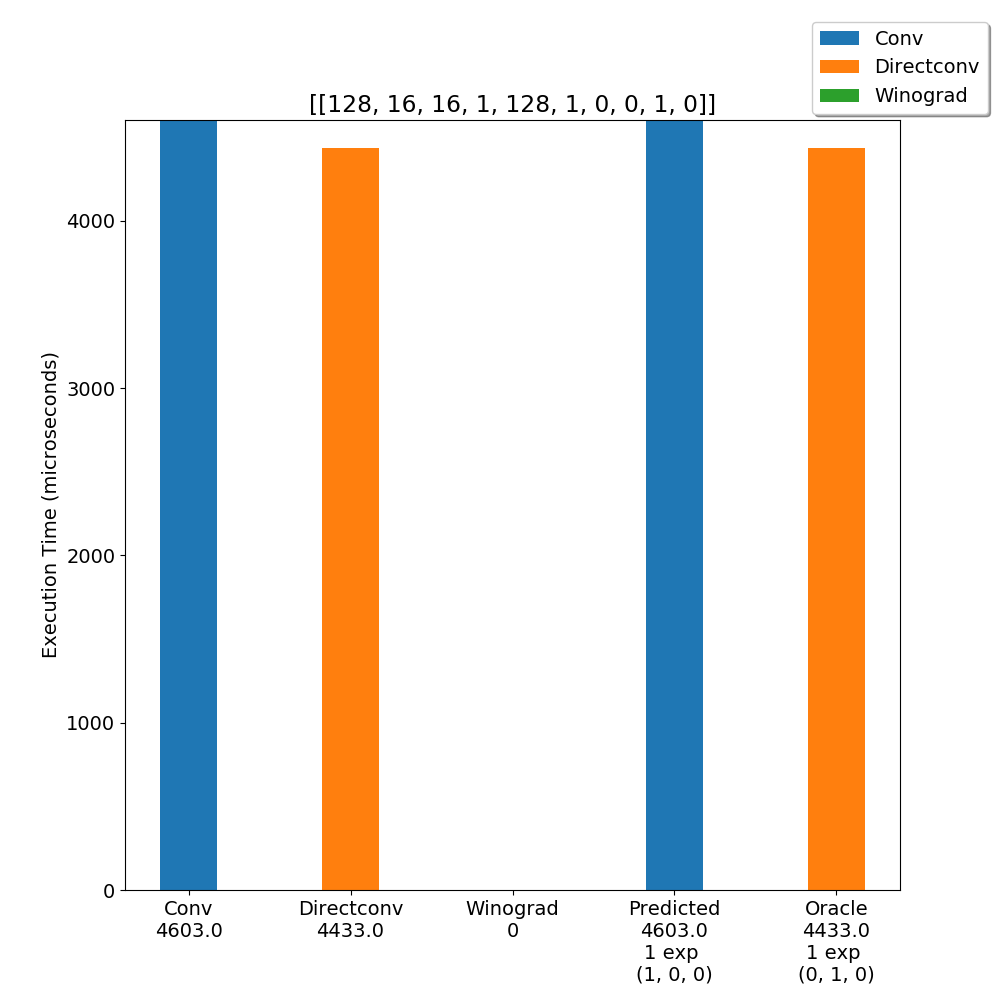 Conv
Directconv
Winograd
[[128, 16, 16, 1, 128, 1, 0, 0, 1, 0]]
Execution Time (microseconds)
4000
3000
2000
1000
0
Conv
4603.0
Directconv
4433.0
Winograd
0
Predicted
4603.0
1 exp
(1, 0, 0)
Oracle
4433.0
1 exp
(0, 1, 0)